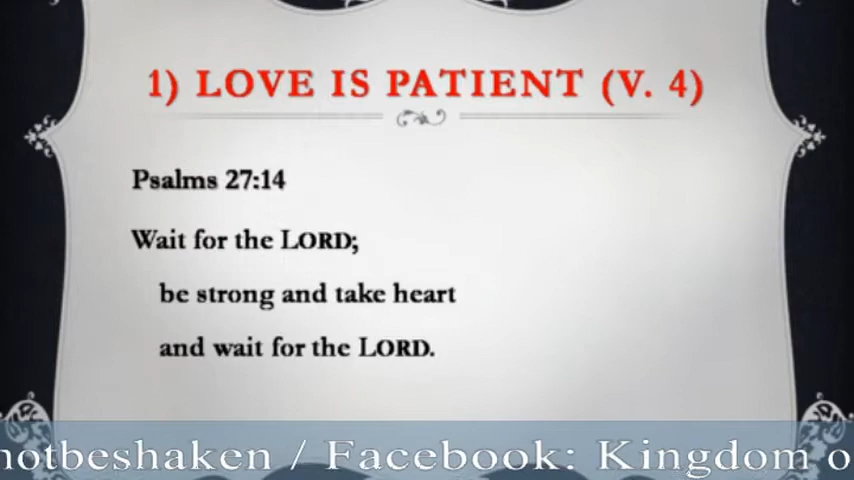 1) LOVE IS PATIENT (V. 4)
Psalms 27:14
Wait for the LORD;
be strong and take heart
and wait for the LORD.
notbeshaken / Facebook: Kingdom o